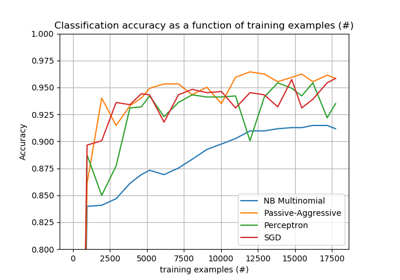 Classification accuracy as a function of training examples (#)
1.000
0.975
0.950
0.925
0.900
0.875
0.850
0.825
0.800
Accuracy
0 2500 5000 7500 10000 12500 15000 17500
training examples (#)
NB Multinomial
Passive-Aggressive
Perceptron
SGD